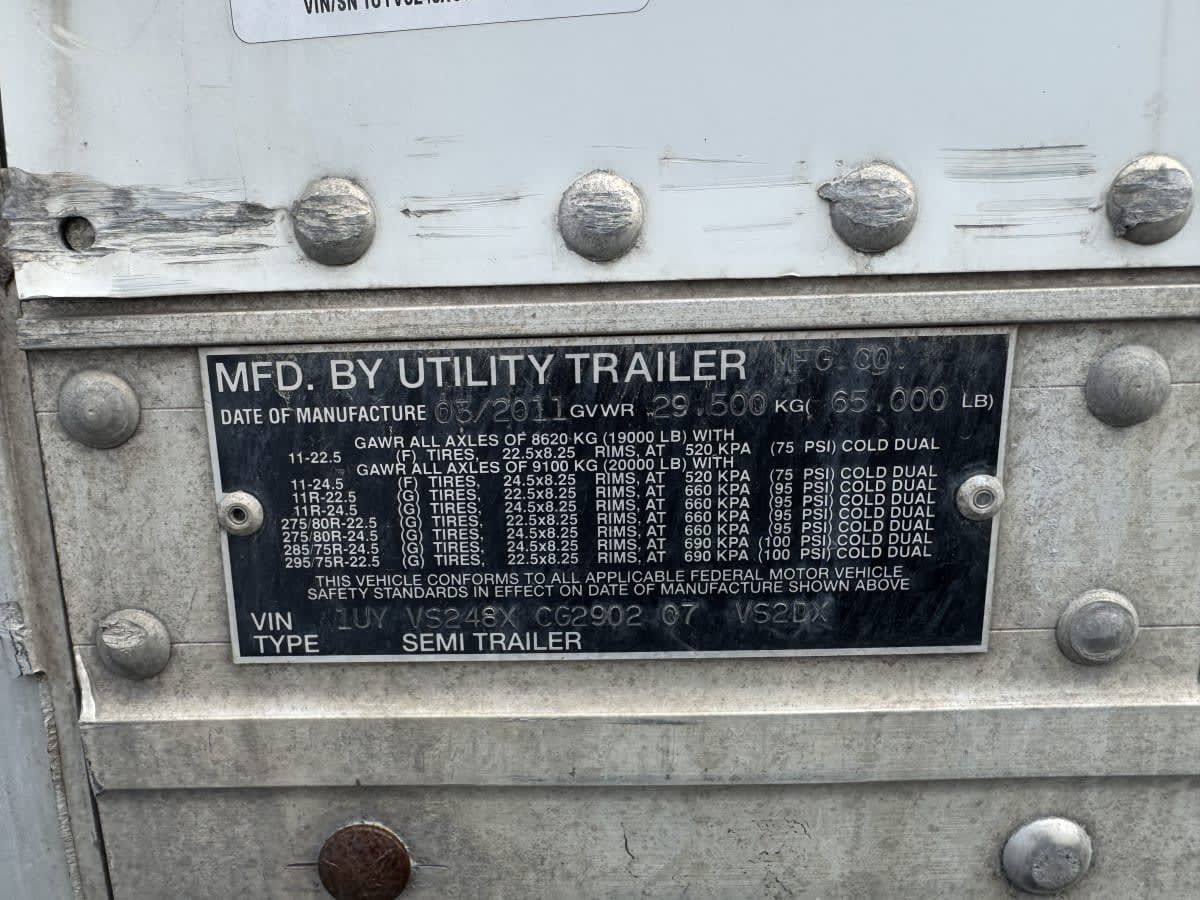 VIN/SN
MFD. BY UTILITY TRAILER MFG.CO.
DATE OF MANUFACTURE 05/2011 GVWR 29.500 KG( 65.000 LB)
GAWR ALL AXLES OF 8620 KG (19000 LB) WITH
11-22.5 (F) TIRES, 22.5x8.25 RIMS, AT 520 KPA (75 PSI) COLD DUAL
GAWR ALL AXLES OF 9100 KG (20000 LB) WITH
11-24.5 (F) TIRES, 24.5x8.25 RIMS, AT 520 KPA (75 PSI) COLD DUAL
11R-22.5 (G) TIRES, 22.5x8.25 RIMS, AT 660 KPA (95 PSI) COLD DUAL
11R-24.5 (G) TIRES, 24.5x8.25 RIMS, AT 660 KPA (95 PSI) COLD DUAL
275/80R-22.5 (G) TIRES, 22.5x8.25 RIMS, AT 660 KPA (95 PSI) COLD DUAL
275/80R-24.5 (G) TIRES, 24.5x8.25 RIMS, AT 660 KPA (95 PSI) COLD DUAL
285/75R-24.5 (G) TIRES, 24.5x8.25 RIMS, AT 690 KPA (100 PSI) COLD DUAL
295/75R-22.5 (G) TIRES, 22.5x8.25 RIMS, AT 690 KPA (100 PSI) COLD DUAL
THIS VEHICLE CONFORMS TO ALL APPLICABLE FEDERAL MOTOR VEHICLE
SAFETY STANDARDS IN EFFECT ON DATE OF MANUFACTURE SHOWN ABOVE
VIN 1UY VS248X CG2902 07 VS2DX
TYPE SEMI TRAILER